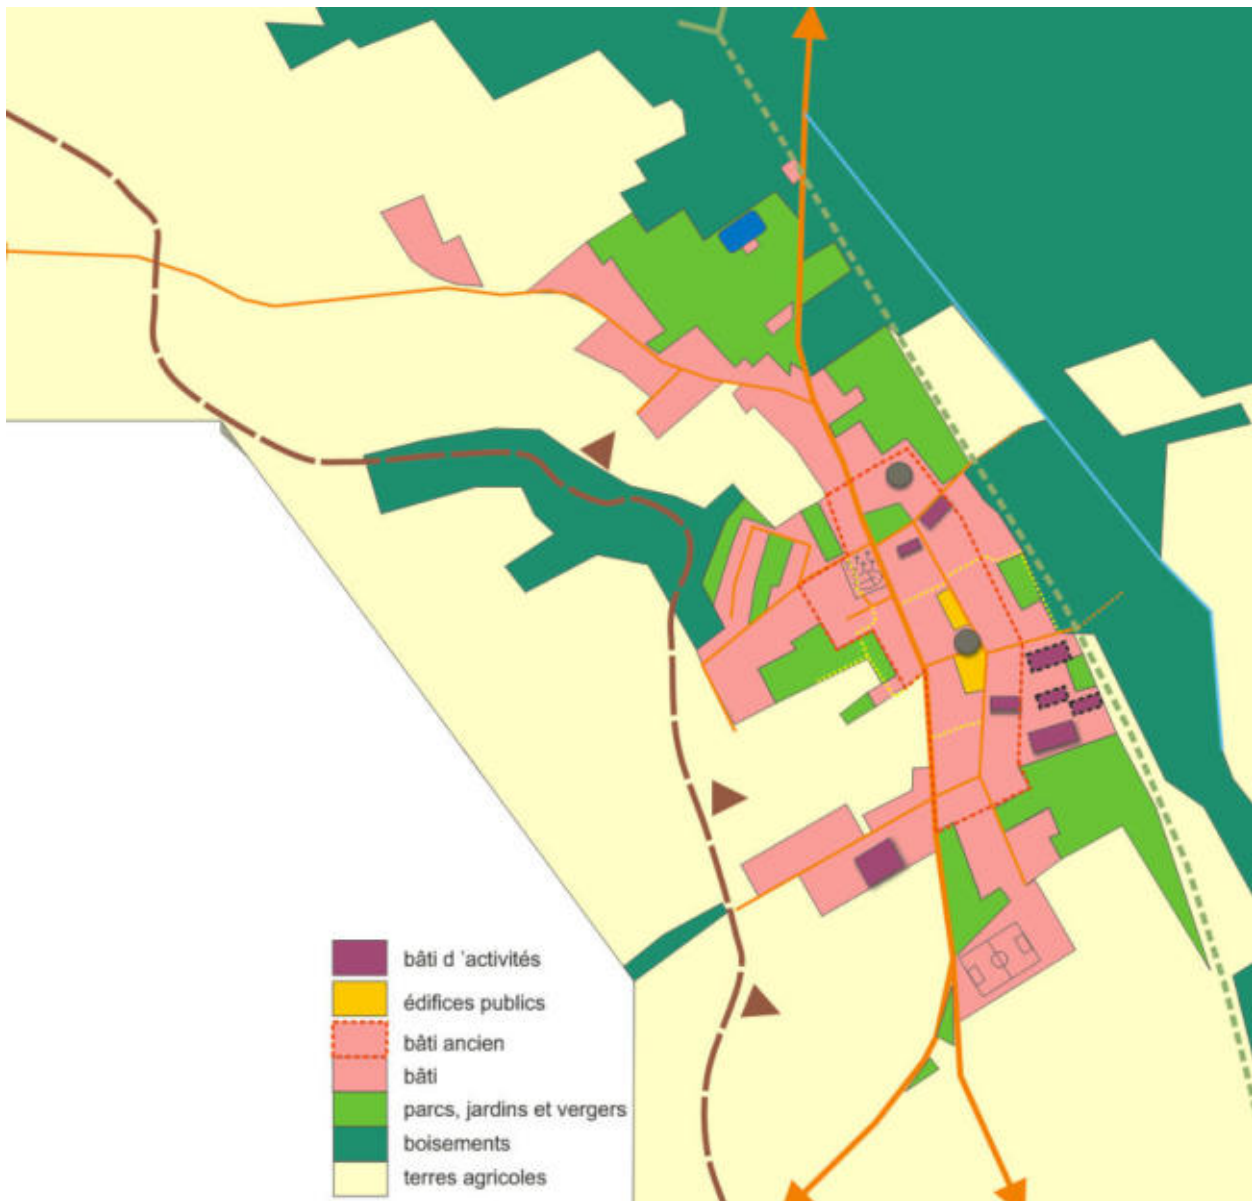 bâti d 'activités
édifices publics
bâti ancien
bâti
parcs, jardins et vergers
boisements
terres agricoles